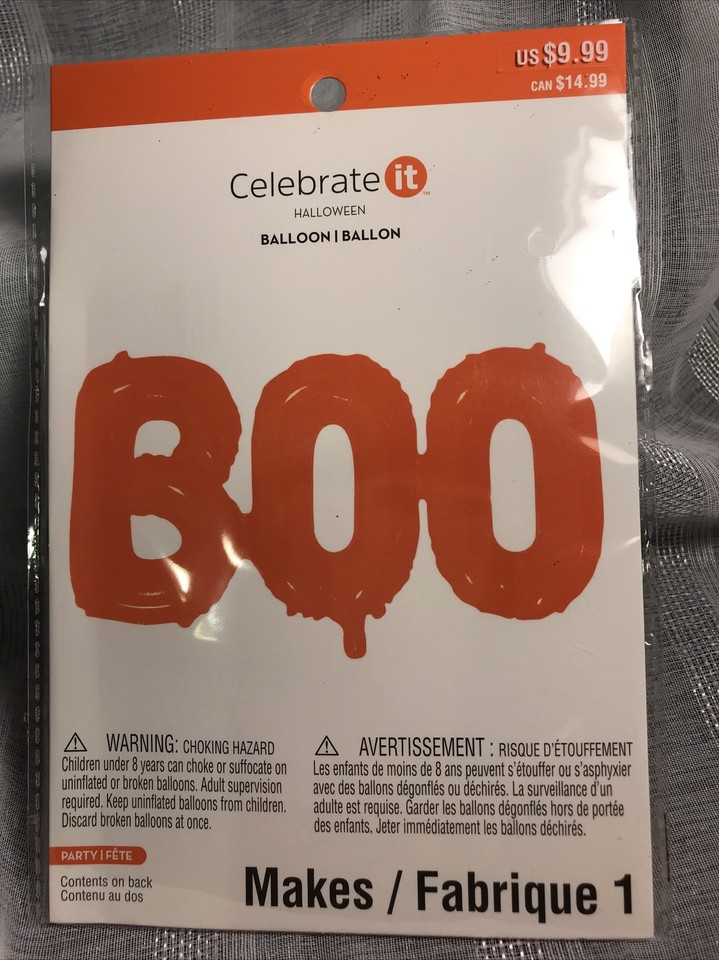 US $9.99
CAN $14.99
Celebrate it™
HALLOWEEN
BALLOON | BALLON
BOO
⚠ WARNING: CHOKING HAZARD
Children under 8 years can choke or suffocate on
uninflated or broken balloons. Adult supervision
required. Keep uninflated balloons from children.
Discard broken balloons at once.
⚠ AVERTISSEMENT : RISQUE D'ÉTOUFFEMENT
Les enfants de moins de 8 ans peuvent s'étouffer ou s'asphyxier
avec des ballons dégonflés ou déchirés. La surveillance d'un
adulte est requise. Garder les ballons dégonflés hors de portée
des enfants. Jeter immédiatement les ballons déchirés.
PARTY | FÊTE
Contents on back
Contenu au dos
Makes / Fabrique 1